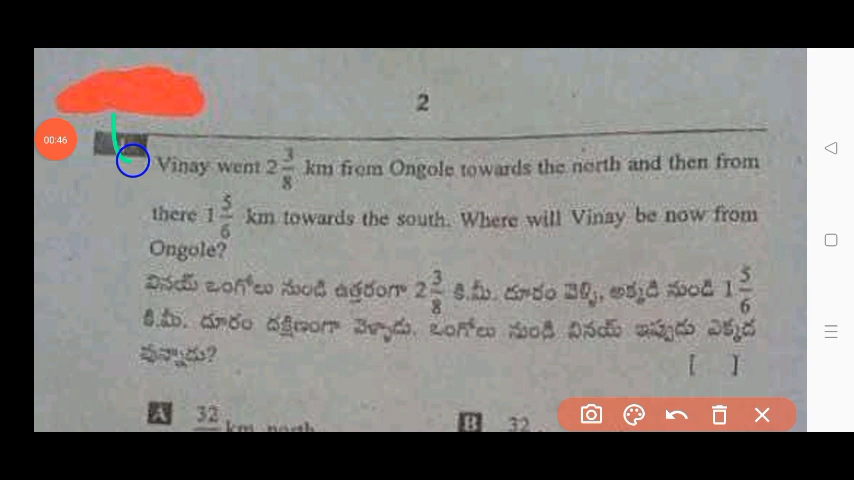 2
00:46
Vinay went 2 3/8 km from Ongole towards the north and then from
there 1 5/6 km towards the south. Where will Vinay be now from
Ongole?
వినయ్ ఒంగోలు నుండి ఉత్తరంగా 2 3/8 కి.మీ. దూరం వెళ్ళి, అక్కడి నుండి 1 5/6
కి.మీ. దూరం దక్షిణంగా వెళ్ళాడు. ఒంగోలు నుండి వినయ్ ఇప్పుడు ఎక్కడ
వున్నాడు?
[ ]
A 32 km north B 32